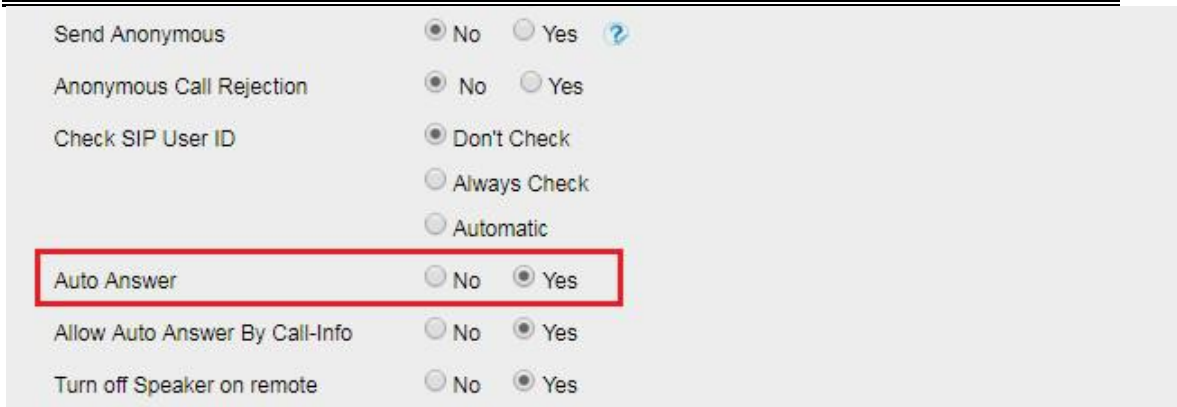 Send Anonymous No Yes ?
Anonymous Call Rejection No Yes
Check SIP User ID Don't Check
Always Check
Automatic
Auto Answer No Yes
Allow Auto Answer By Call-Info No Yes
Turn off Speaker on remote No Yes